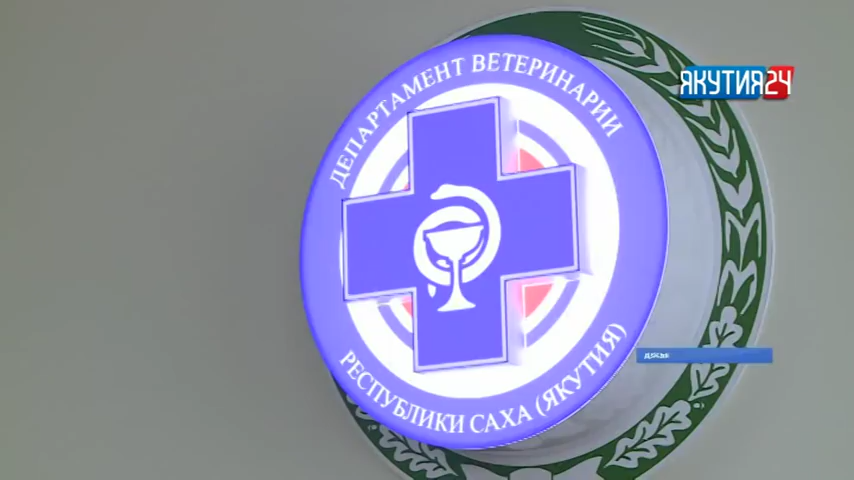 ЯКУТИЯ24
ДЕПАРТАМЕНТ ВЕТЕРИНАРИИ
РЕСПУБЛИКИ САХА (ЯКУТИЯ)